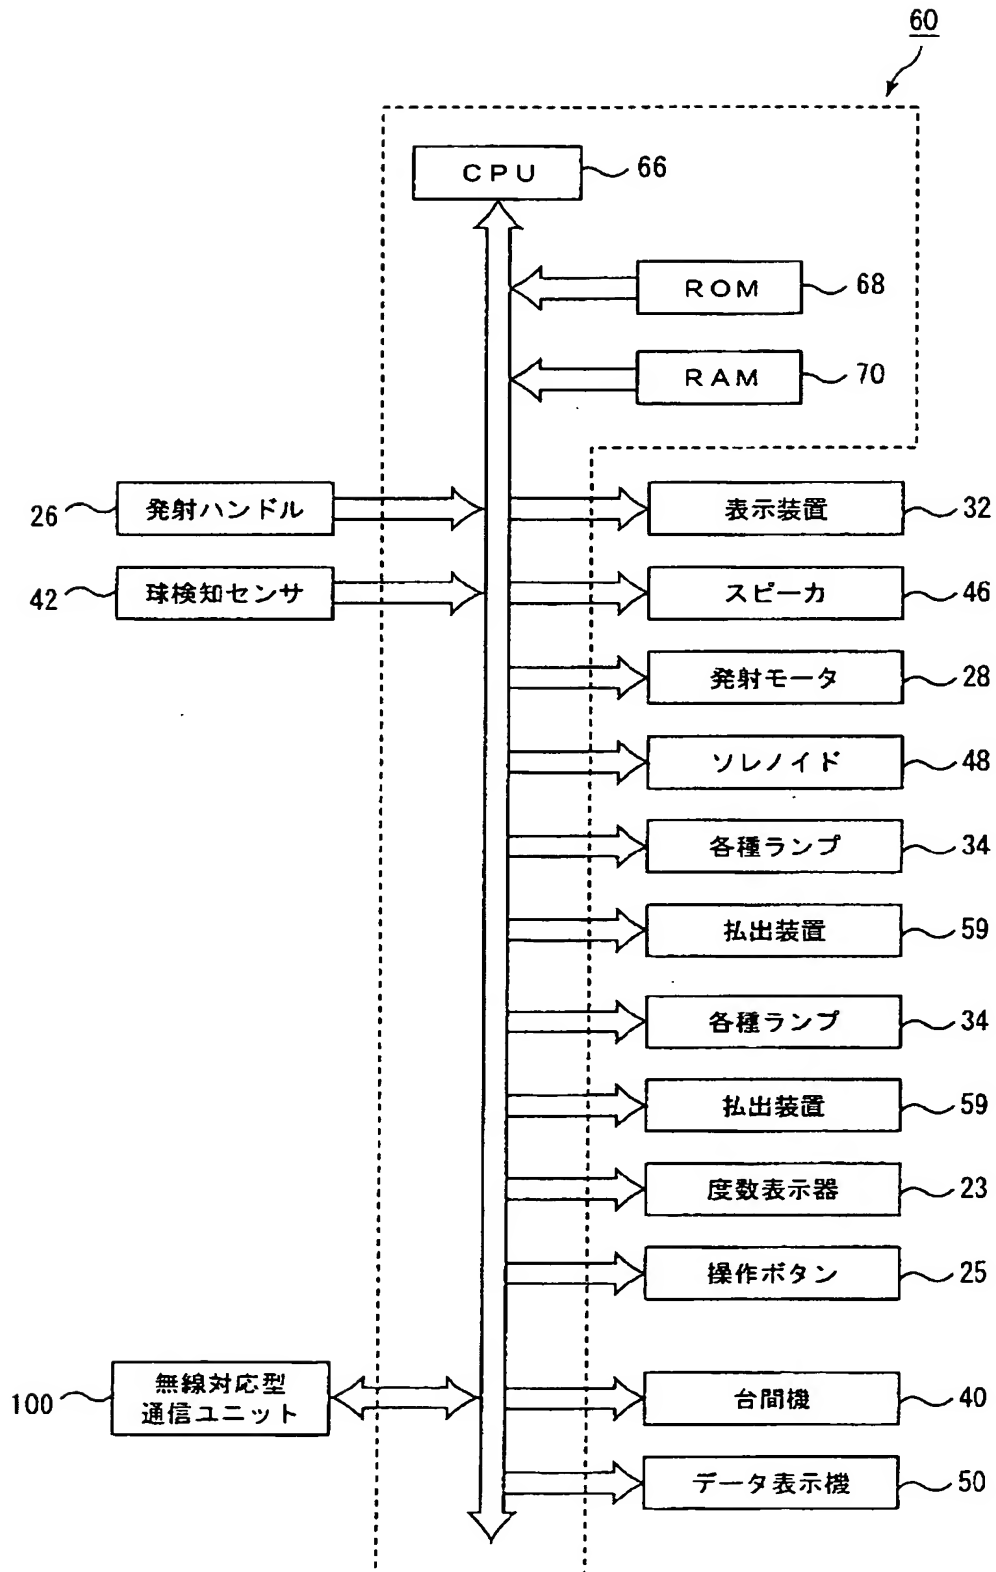 60
CPU
66
ROM
68
RAM
70
26
発射ハンドル
表示装置
32
42
球検知センサ
スピーカ
46
発射モータ
28
ソレノイド
48
各種ランプ
34
払出装置
59
各種ランプ
34
払出装置
59
度数表示器
23
操作ボタン
25
100
無線対応型
通信ユニット
台間機
40
データ表示機
50